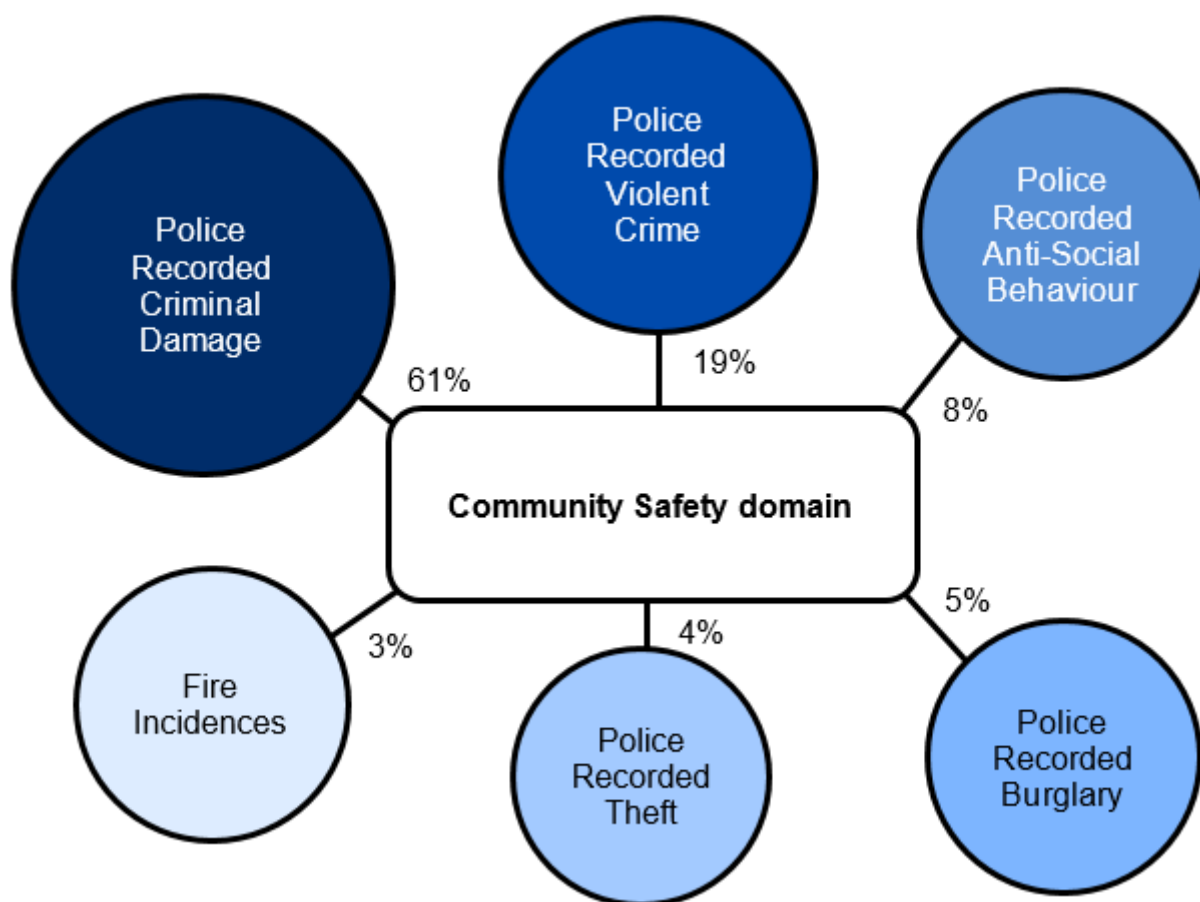 Police
Recorded
Criminal
Damage
61%
Police
Recorded
Violent
Crime
19%
Police
Recorded
Anti-Social
Behaviour
8%
Community Safety domain
Fire
Incidences
3%
Police
Recorded
Theft
4%
Police
Recorded
Burglary
5%